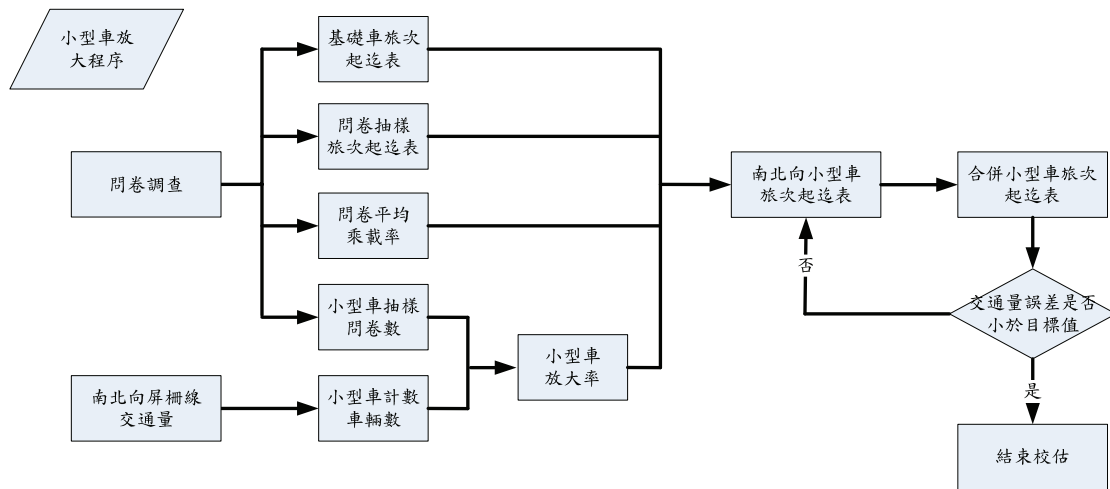 小型車放
大程序
基礎車旅次
起迄表
問卷抽樣
旅次起迄表
問卷調查
問卷平均
乘載率
小型車抽樣
問卷數
南北向屏柵線
交通量
小型車計數
車輛數
小型車
放大率
南北向小型車
旅次起迄表
合併小型車旅次
起迄表
否
交通量誤差是否
小於目標值
是
結束校估